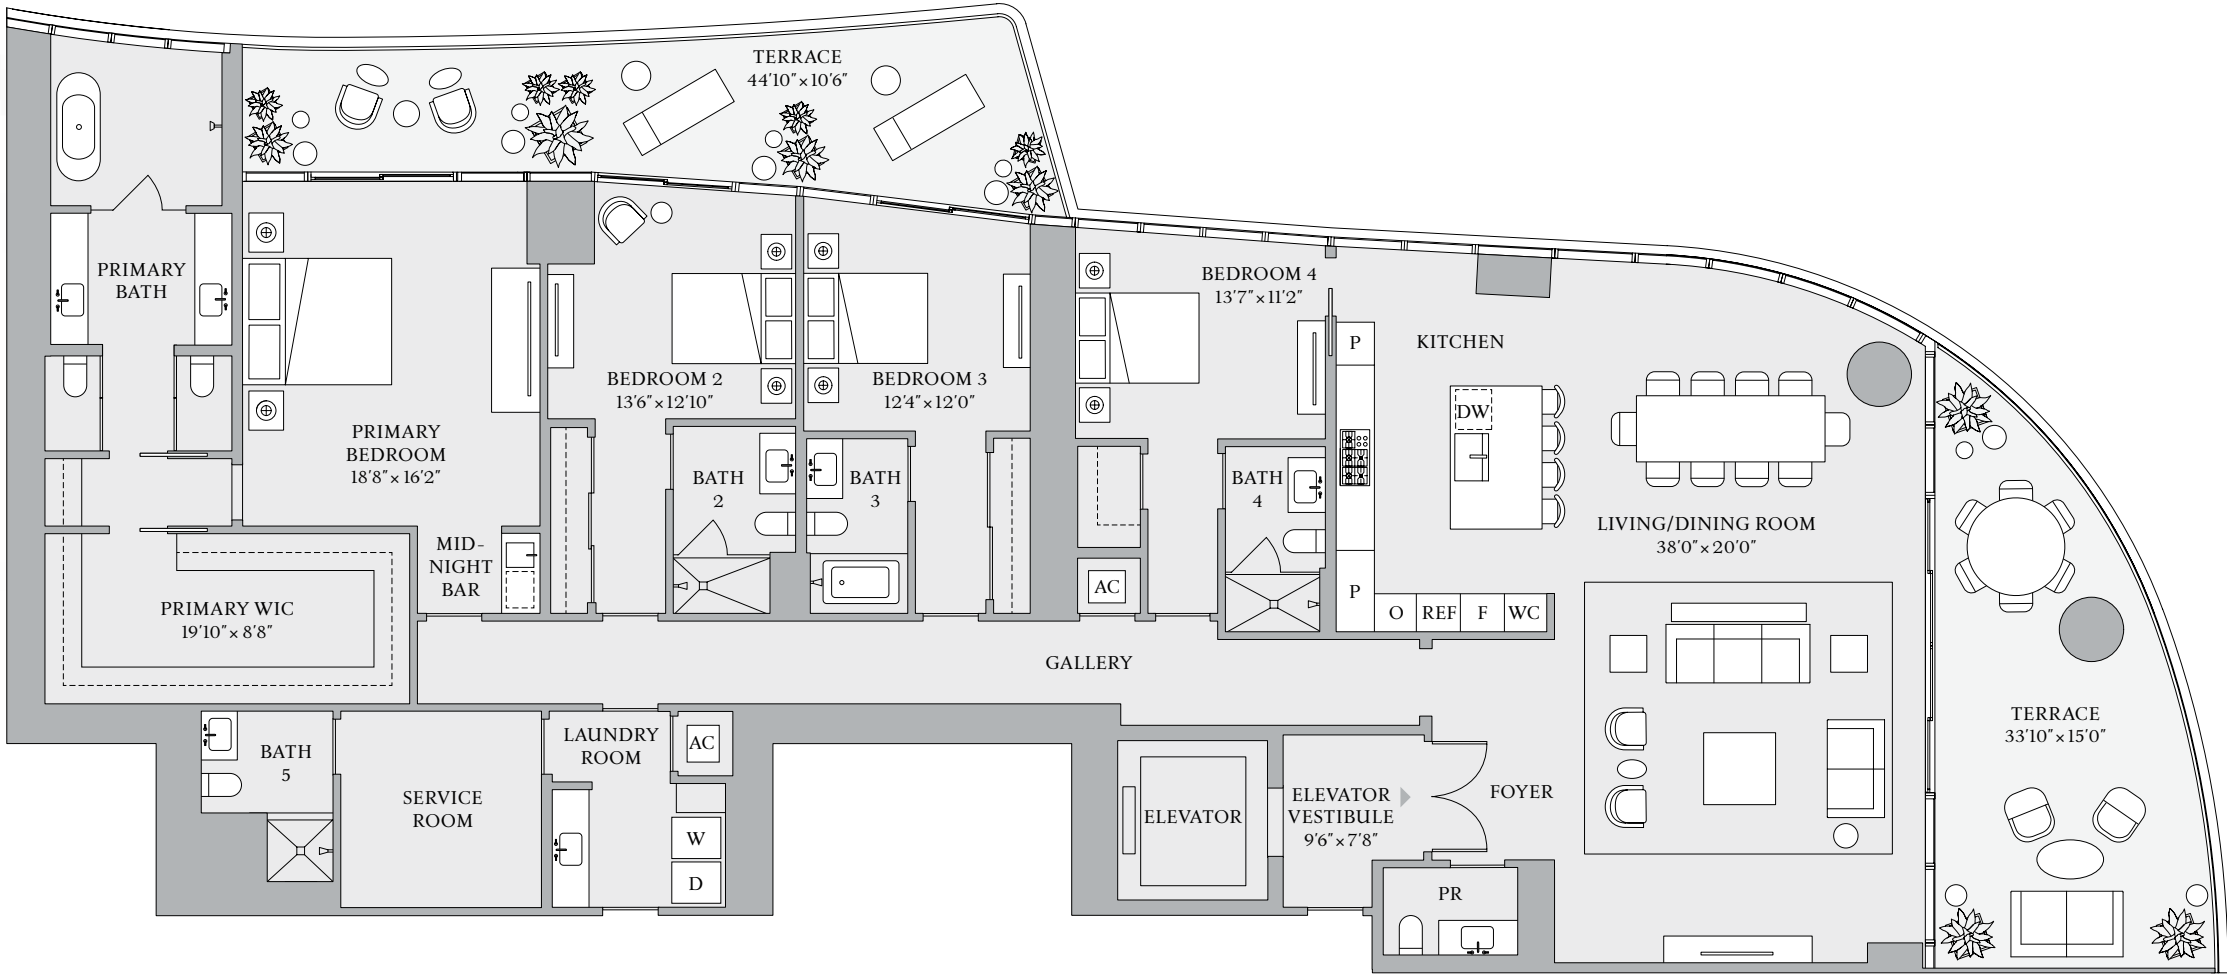 TERRACE
44'10"×10'6"
PRIMARY
BATH
PRIMARY
BEDROOM
18'8"×16'2"
BEDROOM 2
13'6"×12'10"
BEDROOM 3
12'4"×12'0"
BEDROOM 4
13'7"×11'2"
P
KITCHEN
DW
LIVING/DINING ROOM
38'0"×20'0"
BATH
2
BATH
3
BATH
4
MID-
NIGHT
BAR
PRIMARY WIC
19'10"×8'8"
AC
P
O
REF
F
WC
GALLERY
BATH
5
SERVICE
ROOM
LAUNDRY
ROOM
AC
W
D
ELEVATOR
ELEVATOR
VESTIBULE
9'6"×7'8"
FOYER
PR
TERRACE
33'10"×15'0"